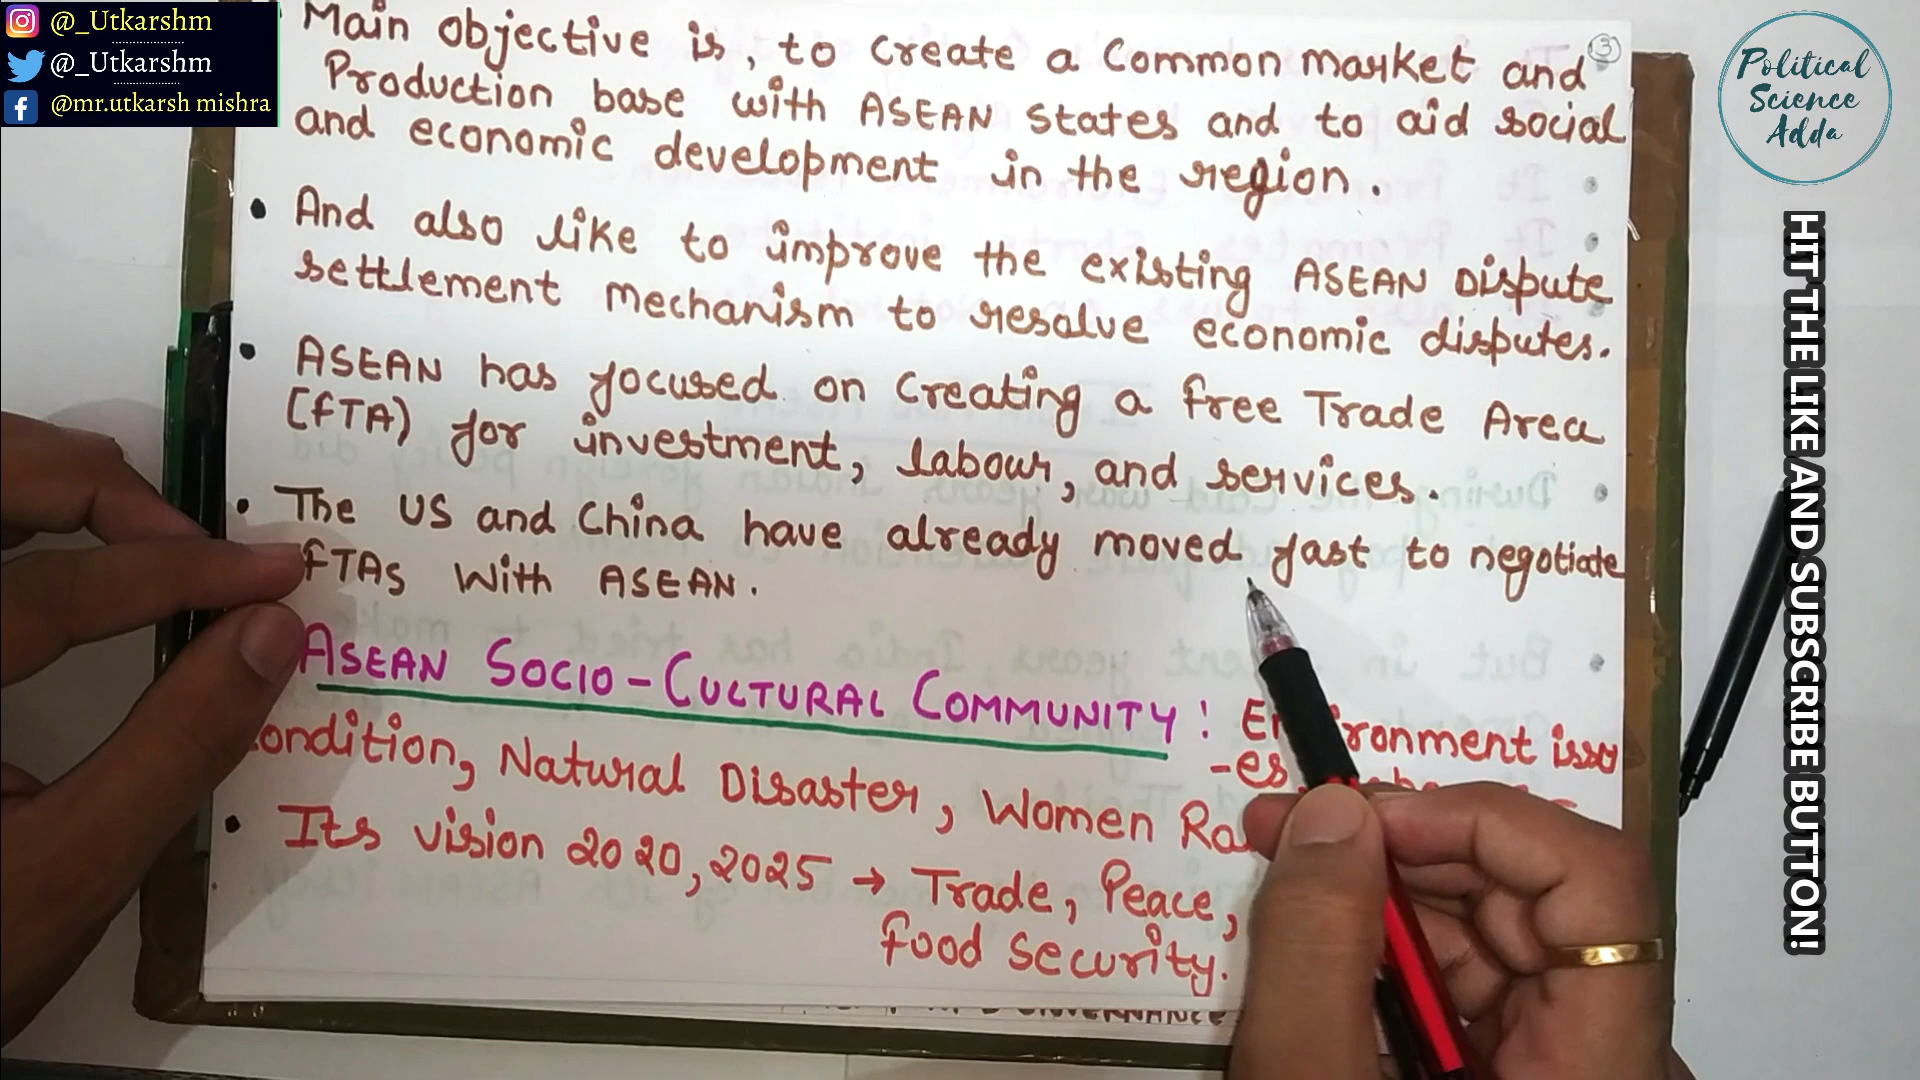 @_Utkarshm
@_Utkarshm
@mr.utkarsh mishra
Political
Science
Adda
HIT THE LIKE AND SUBSCRIBE BUTTON!
3
Main objective is, to create a Common market and
Production base with ASEAN States and to aid social
and economic development in the region.
• And also like to improve the existing ASEAN Dispute
settlement mechanism to resolve economic disputes.
• ASEAN has focused on Creating a free Trade Area
(FTA) for investment, labour, and services.
• The US and China have already moved fast to negotiate
FTAs With ASEAN.
ASEAN SOCIO-CULTURAL COMMUNITY: Environment issu
-es
condition, Natural Disaster, Women
• Its vision 2020, 2025 → Trade, Peace,
food security.